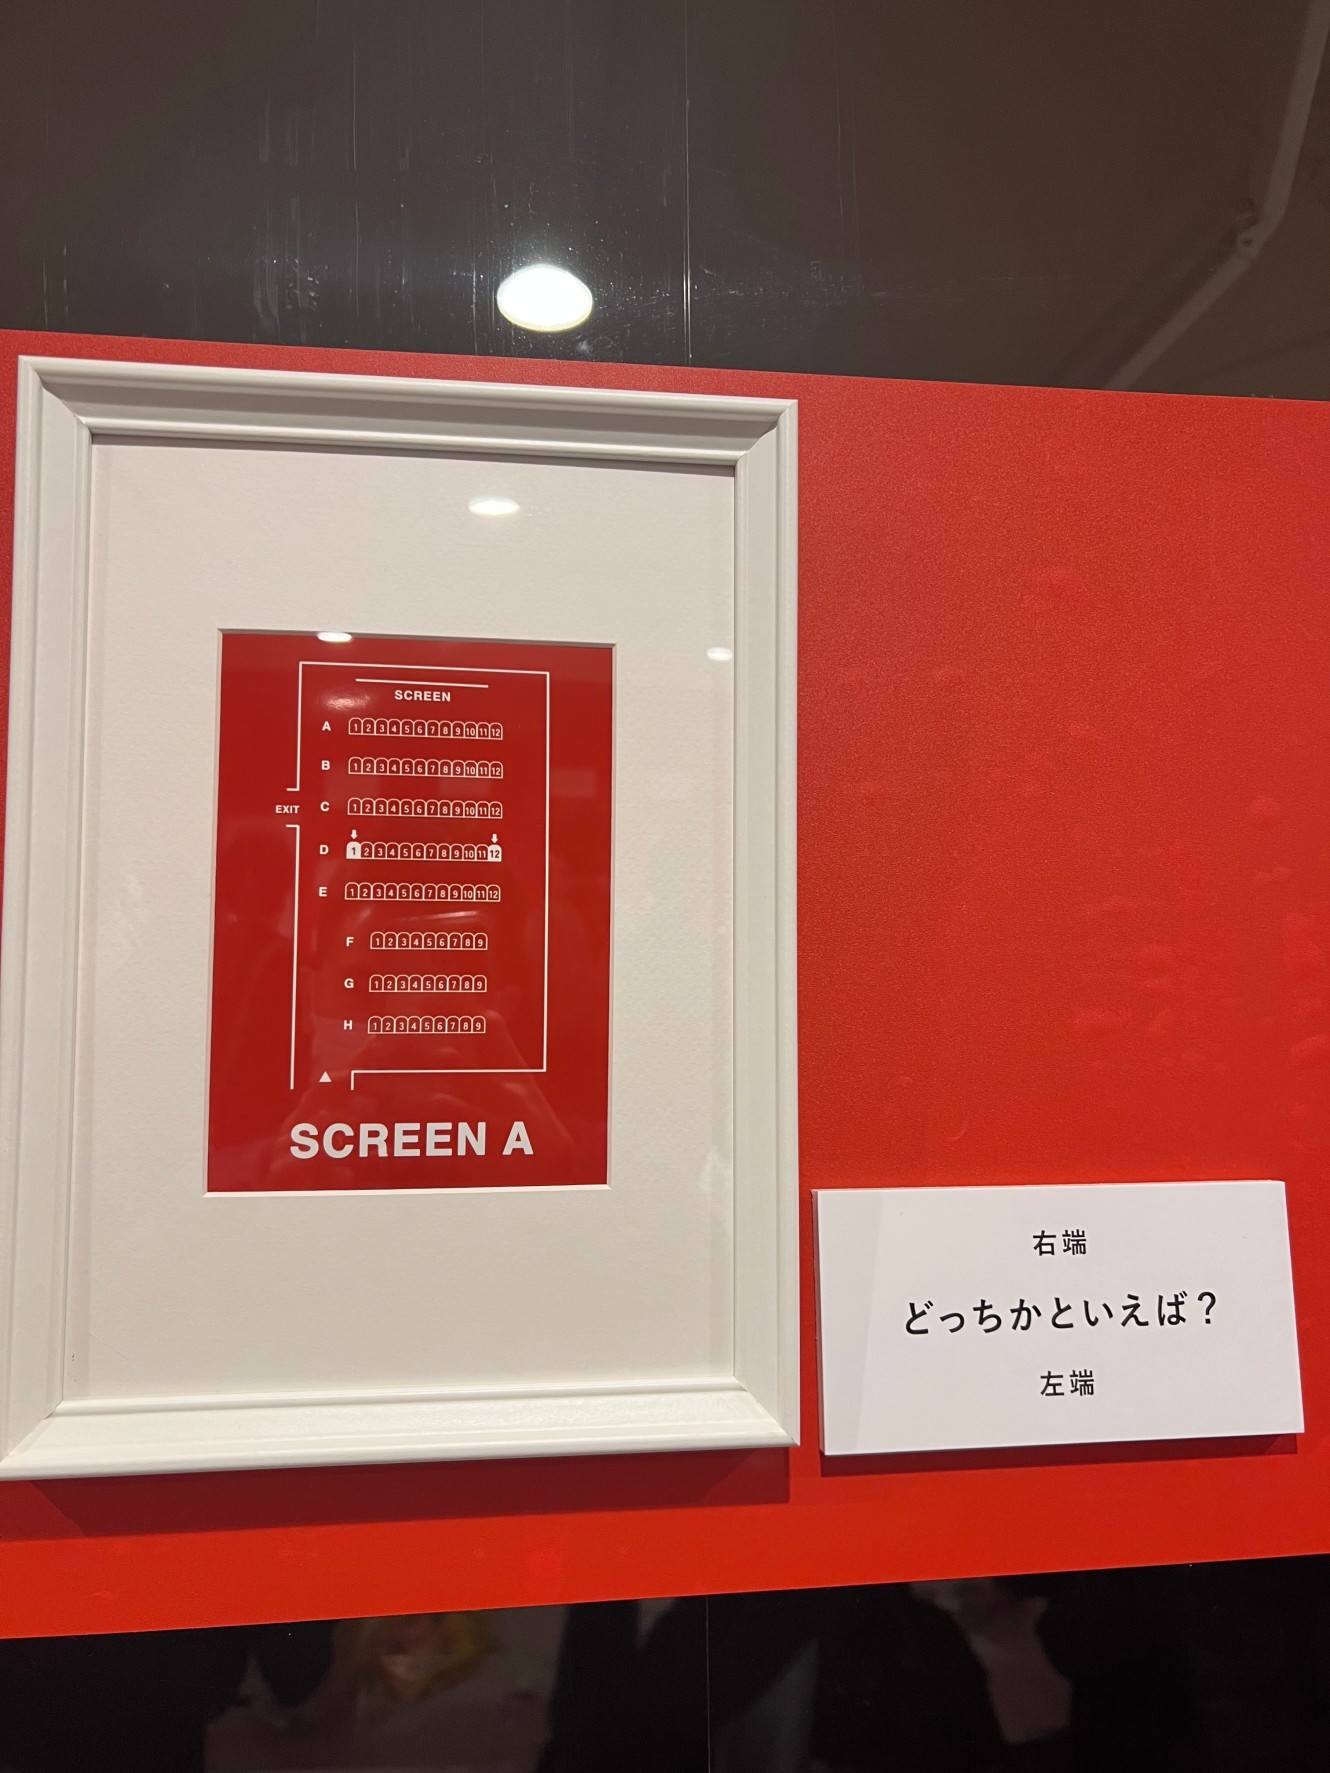 SCREEN
A 1 2 3 4 5 6 7 8 9 10 11 12
B 1 2 3 4 5 6 7 8 9 10 11 12
EXIT C 1 2 3 4 5 6 7 8 9 10 11 12
D 1 2 3 4 5 6 7 8 9 10 11 12
E 1 2 3 4 5 6 7 8 9 10 11 12
F 1 2 3 4 5 6 7 8 9
G 1 2 3 4 5 6 7 8 9
H 1 2 3 4 5 6 7 8 9
SCREEN A
右端
どっちかといえば？
左端